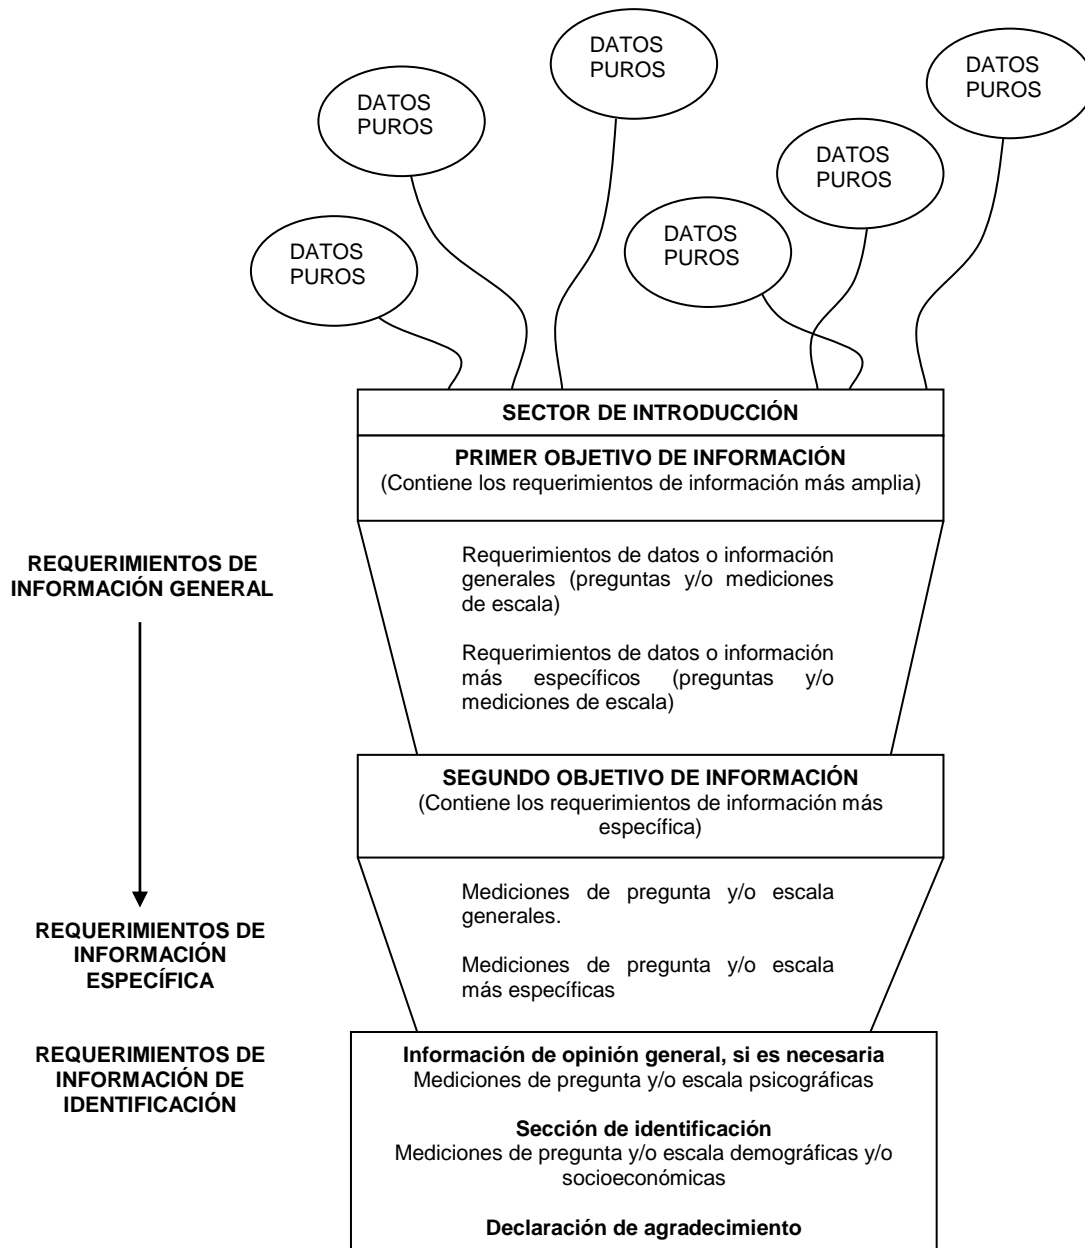 DATOS
PUROS
DATOS
PUROS
DATOS
PUROS
DATOS
PUROS
DATOS
PUROS
DATOS
PUROS
SECTOR DE INTRODUCCIÓN
PRIMER OBJETIVO DE INFORMACIÓN
(Contiene los requerimientos de información más amplia)
REQUERIMIENTOS DE
INFORMACIÓN GENERAL
Requerimientos de datos o información
generales (preguntas y/o mediciones
de escala)
Requerimientos de datos o información
más específicos (preguntas y/o
mediciones de escala)
SEGUNDO OBJETIVO DE INFORMACIÓN
(Contiene los requerimientos de información más
específica)
REQUERIMIENTOS DE
INFORMACIÓN
ESPECÍFICA
Mediciones de pregunta y/o escala
generales.
Mediciones de pregunta y/o escala
más específicas
REQUERIMIENTOS DE
INFORMACIÓN DE
IDENTIFICACIÓN
Información de opinión general, si es necesaria
Mediciones de pregunta y/o escala psicográficas
Sección de identificación
Mediciones de pregunta y/o escala demográficas y/o
socioeconómicas
Declaración de agradecimiento